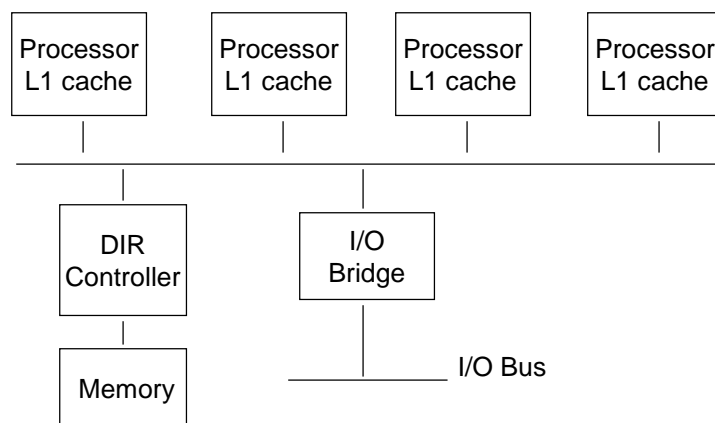 Processor
L1 cache
Processor
L1 cache
Processor
L1 cache
Processor
L1 cache
DIR
Controller
I/O
Bridge
Memory
I/O Bus